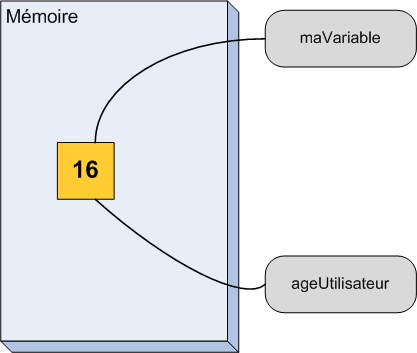 Mémoire
maVariable
16
ageUtilisateur